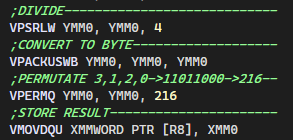 ;DIVIDE-----------------------------
VPSRLW YMM0, YMM0, 4
;CONVERT TO BYTE--------------------
VPACKUSWB YMM0, YMM0, YMM0
;PERMUTATE 3,1,2,0->11011000->216--
VPERMQ YMM0, YMM0, 216
;STORE RESULT-----------------------
VMOVDQU XMMWORD PTR [R8], XMM0